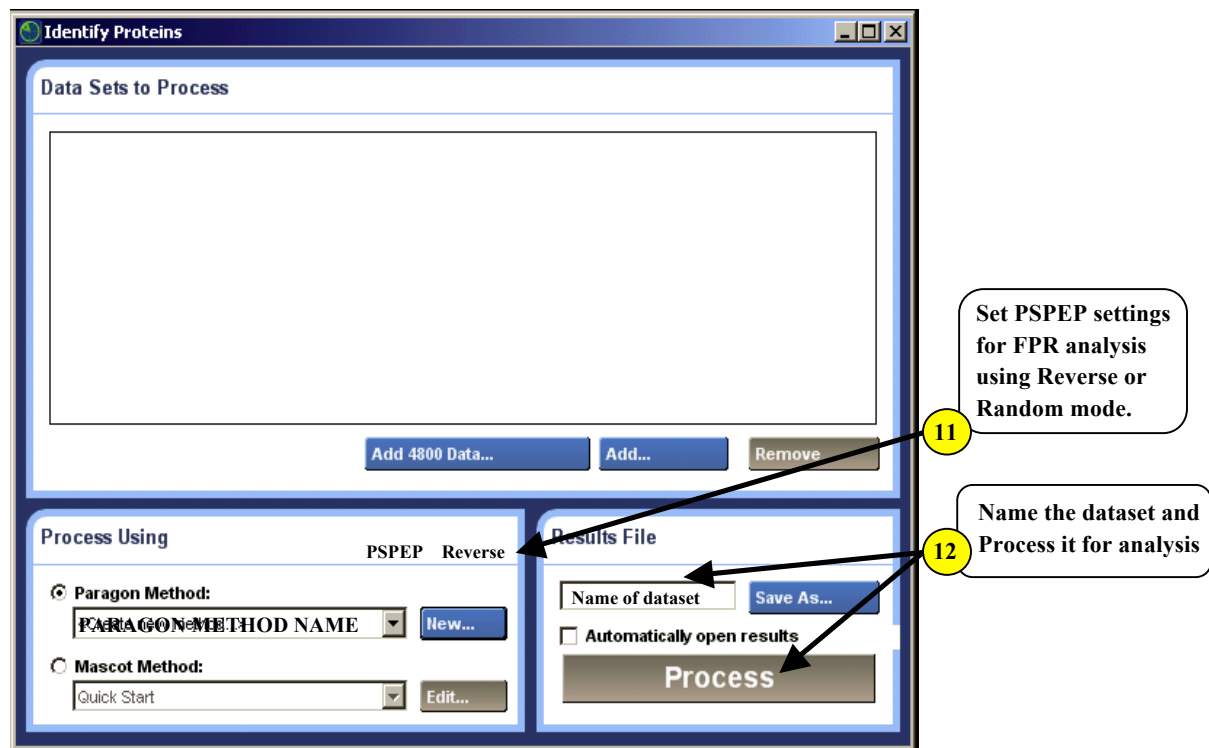 Identify Proteins
Data Sets to Process
Add 4800 Data...
Add...
Remove
Set PSPEP settings
for FPR analysis
using Reverse or
Random mode.
11
Process Using
PSPEP Reverse
Paragon Method:
PARAGON METHOD NAME
New...
Mascot Method:
Quick Start
Edit...
Results File
Name of dataset
Save As...
Automatically open results
Process
Name the dataset and
Process it for analysis
12